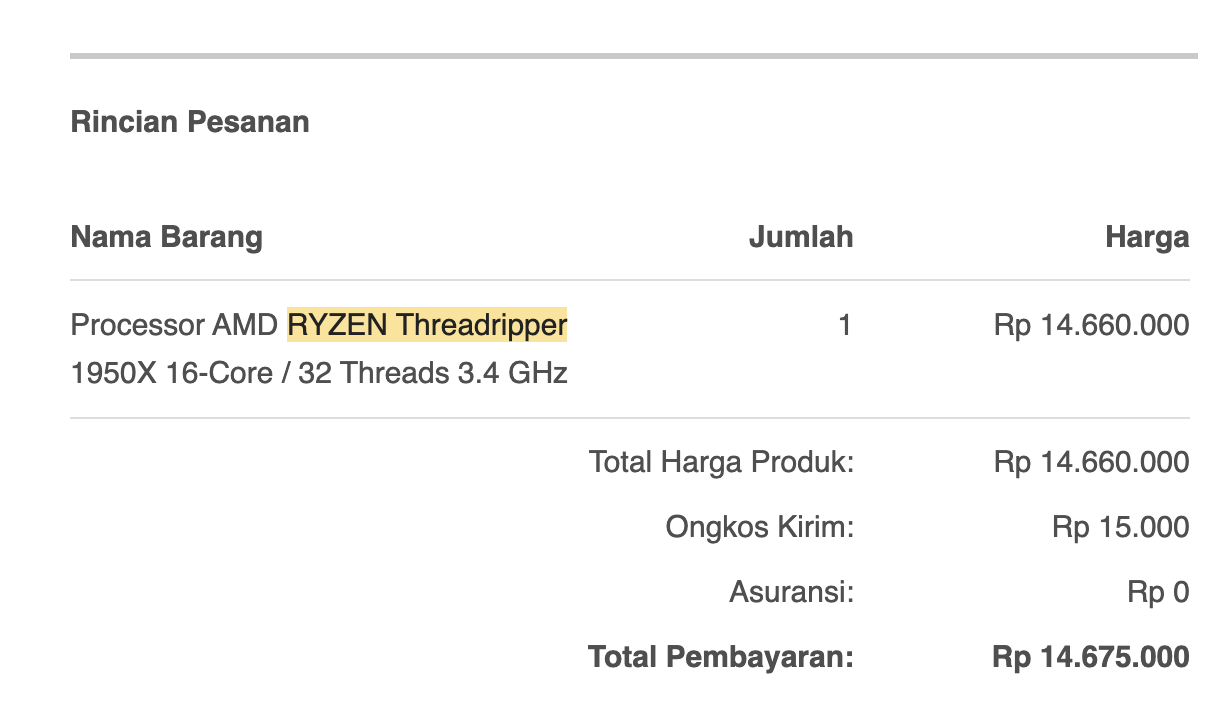 Rincian Pesanan
Nama Barang Jumlah Harga
Processor AMD RYZEN Threadripper 1 Rp 14.660.000
1950X 16-Core / 32 Threads 3.4 GHz
Total Harga Produk: Rp 14.660.000
Ongkos Kirim: Rp 15.000
Asuransi: Rp 0
Total Pembayaran: Rp 14.675.000